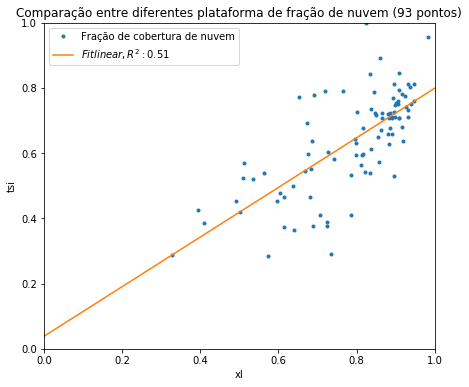 Comparação entre diferentes plataforma de fração de nuvem (93 pontos)
Fração de cobertura de nuvem
Fitlinear, R²: 0.51
1.0
0.8
0.6
0.4
0.2
0.0
tsi
0.0 0.2 0.4 0.6 0.8 1.0
xl